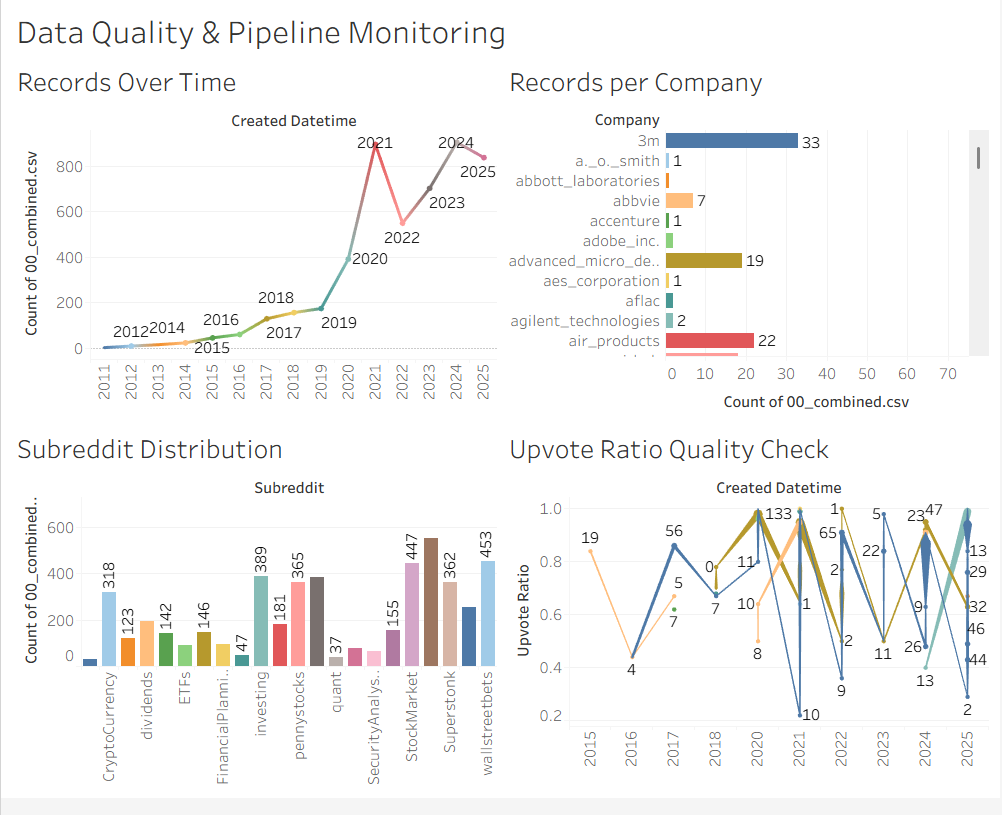 Data Quality & Pipeline Monitoring
Records Over Time
Created Datetime
Count of 00_combined.csv
800
600
400
200
0
2021
2024
2025
2023
2022
2020
2018
2019
2016
2017
2012
2014
2015
2011
2012
2013
2014
2015
2016
2017
2018
2019
2020
2021
2022
2023
2024
2025
Records per Company
Company
3m 33
a._o._smith 1
abbott_laboratories
abbvie 7
accenture 1
adobe_inc.
advanced_micro_de.. 19
aes_corporation 1
aflac
agilent_technologies 2
air_products 22
0 10 20 30 40 50 60 70
Count of 00_combined.csv
Subreddit Distribution
Subreddit
Count of 00_combined..
600
400
200
0
318
123
142
146
47
389
181
365
37
155
447
362
453
CryptoCurrency
dividends
ETFs
FinancialPlanni..
investing
pennystocks
quant
SecurityAnalys..
StockMarket
Superstonk
wallstreetbets
Upvote Ratio Quality Check
Created Datetime
Upvote Ratio
1.0
0.8
0.6
0.4
0.2
19
4
56
5
7
0
7
133
11
10
8
1
10
1
65
2
2
9
5
22
11
23
47
9
26
13
13
29
32
46
44
2
2015
2016
2017
2018
2020
2021
2022
2023
2024
2025